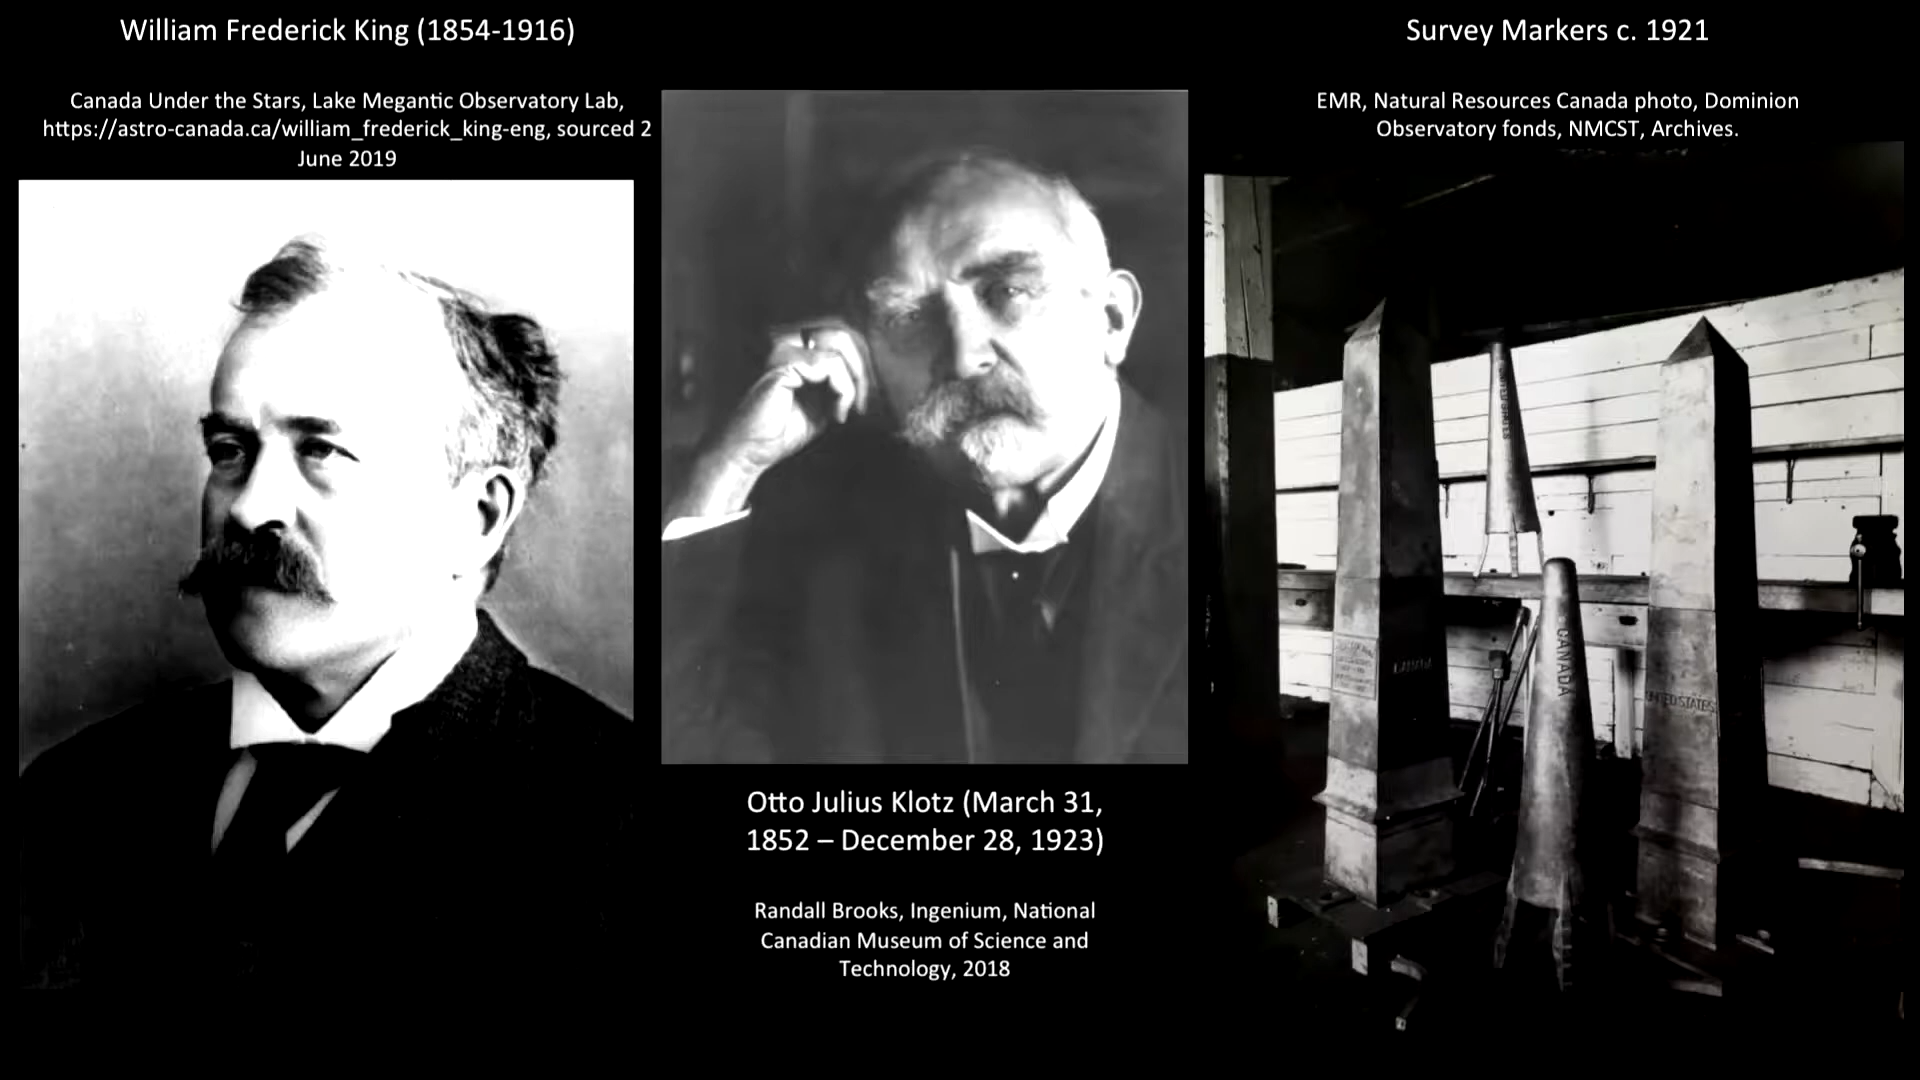 William Frederick King (1854-1916)
Canada Under the Stars, Lake Megantic Observatory Lab,
https://astro-canada.ca/william_frederick_king-eng, sourced 2
June 2019
Otto Julius Klotz (March 31,
1852 – December 28, 1923)
Randall Brooks, Ingenium, National
Canadian Museum of Science and
Technology, 2018
Survey Markers c. 1921
EMR, Natural Resources Canada photo, Dominion
Observatory fonds, NMCST, Archives.
UNITED STATES
CANADA
CANADA
UNITED STATES